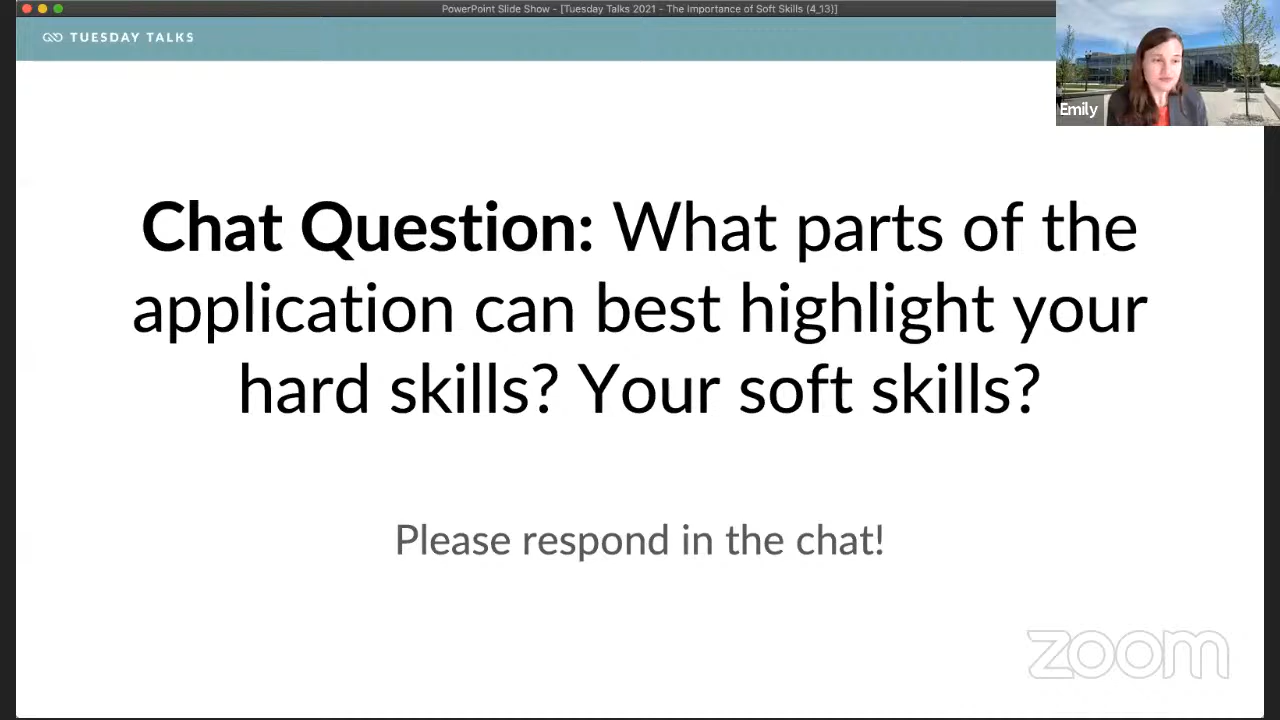 PowerPoint Slide Show - [Tuesday Talks 2021 - The Importance of Soft Skills (4_13)]
TUESDAY TALKS
Emily
Chat Question: What parts of the
application can best highlight your
hard skills? Your soft skills?
Please respond in the chat!
zoom